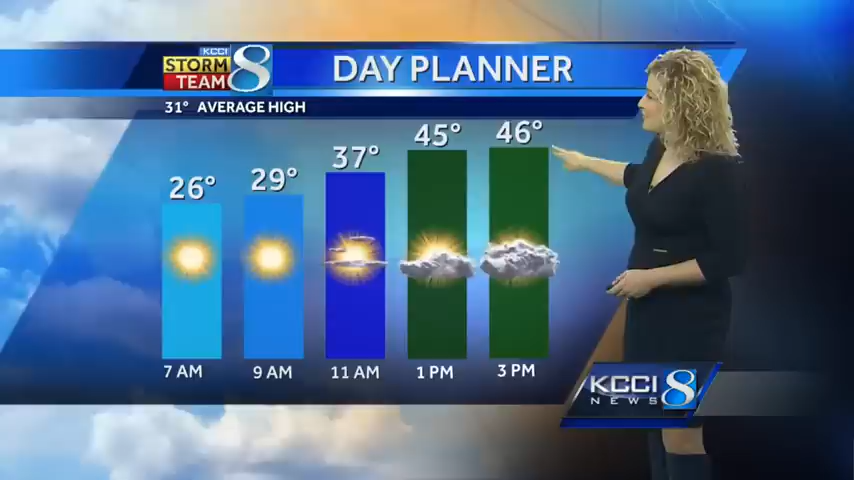 KCCI
STORM
TEAM
8
DAY PLANNER
31° AVERAGE HIGH
26°
29°
37°
45°
46°
7 AM
9 AM
11 AM
1 PM
3 PM
KCCI 8
NEWS